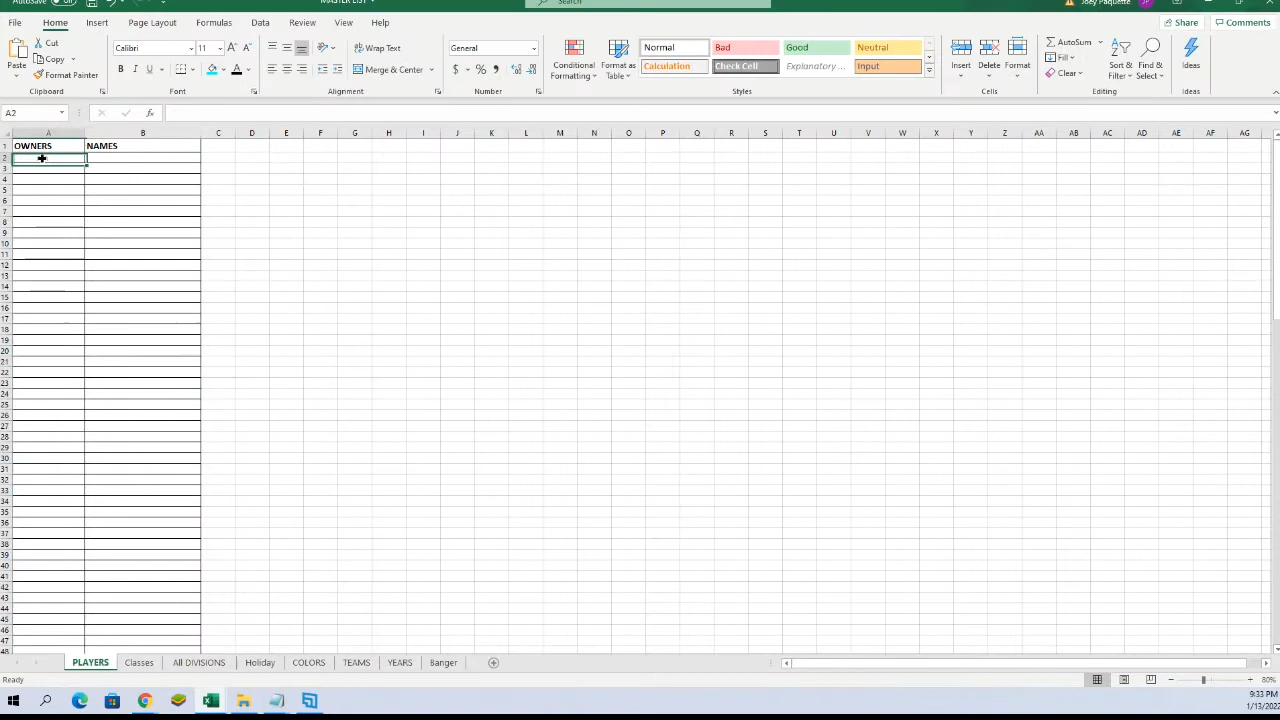 AutoSave Off MASTER LIST Search Joey Paquette JP
File Home Insert Page Layout Formulas Data Review View Help Share Comments
Paste Cut Copy Format Painter Clipboard
Calibri 11 A A B I U A Font
Wrap Text Merge & Center Alignment
General $ % Number
Conditional Formatting Format as Table
Normal Bad Good Neutral
Calculation Check Cell Explanatory ... Input
Styles
Insert Delete Format Cells
AutoSum Fill Clear Sort & Filter Find & Select Editing
Ideas Ideas
A2 fx
A B C D E F G H I J K L M N O P Q R S T U V W X Y Z AA AB AC AD AE AF AG
1 OWNERS NAMES
2
3
4
5
6
7
8
9
10
11
12
13
14
15
16
17
18
19
20
21
22
23
24
25
26
27
28
29
30
31
32
33
34
35
36
37
38
39
40
41
42
43
44
45
46
47
48
PLAYERS Classes All DIVISIONS Holiday COLORS TEAMS YEARS Banger
Ready 80%
9:33 PM
1/13/2022